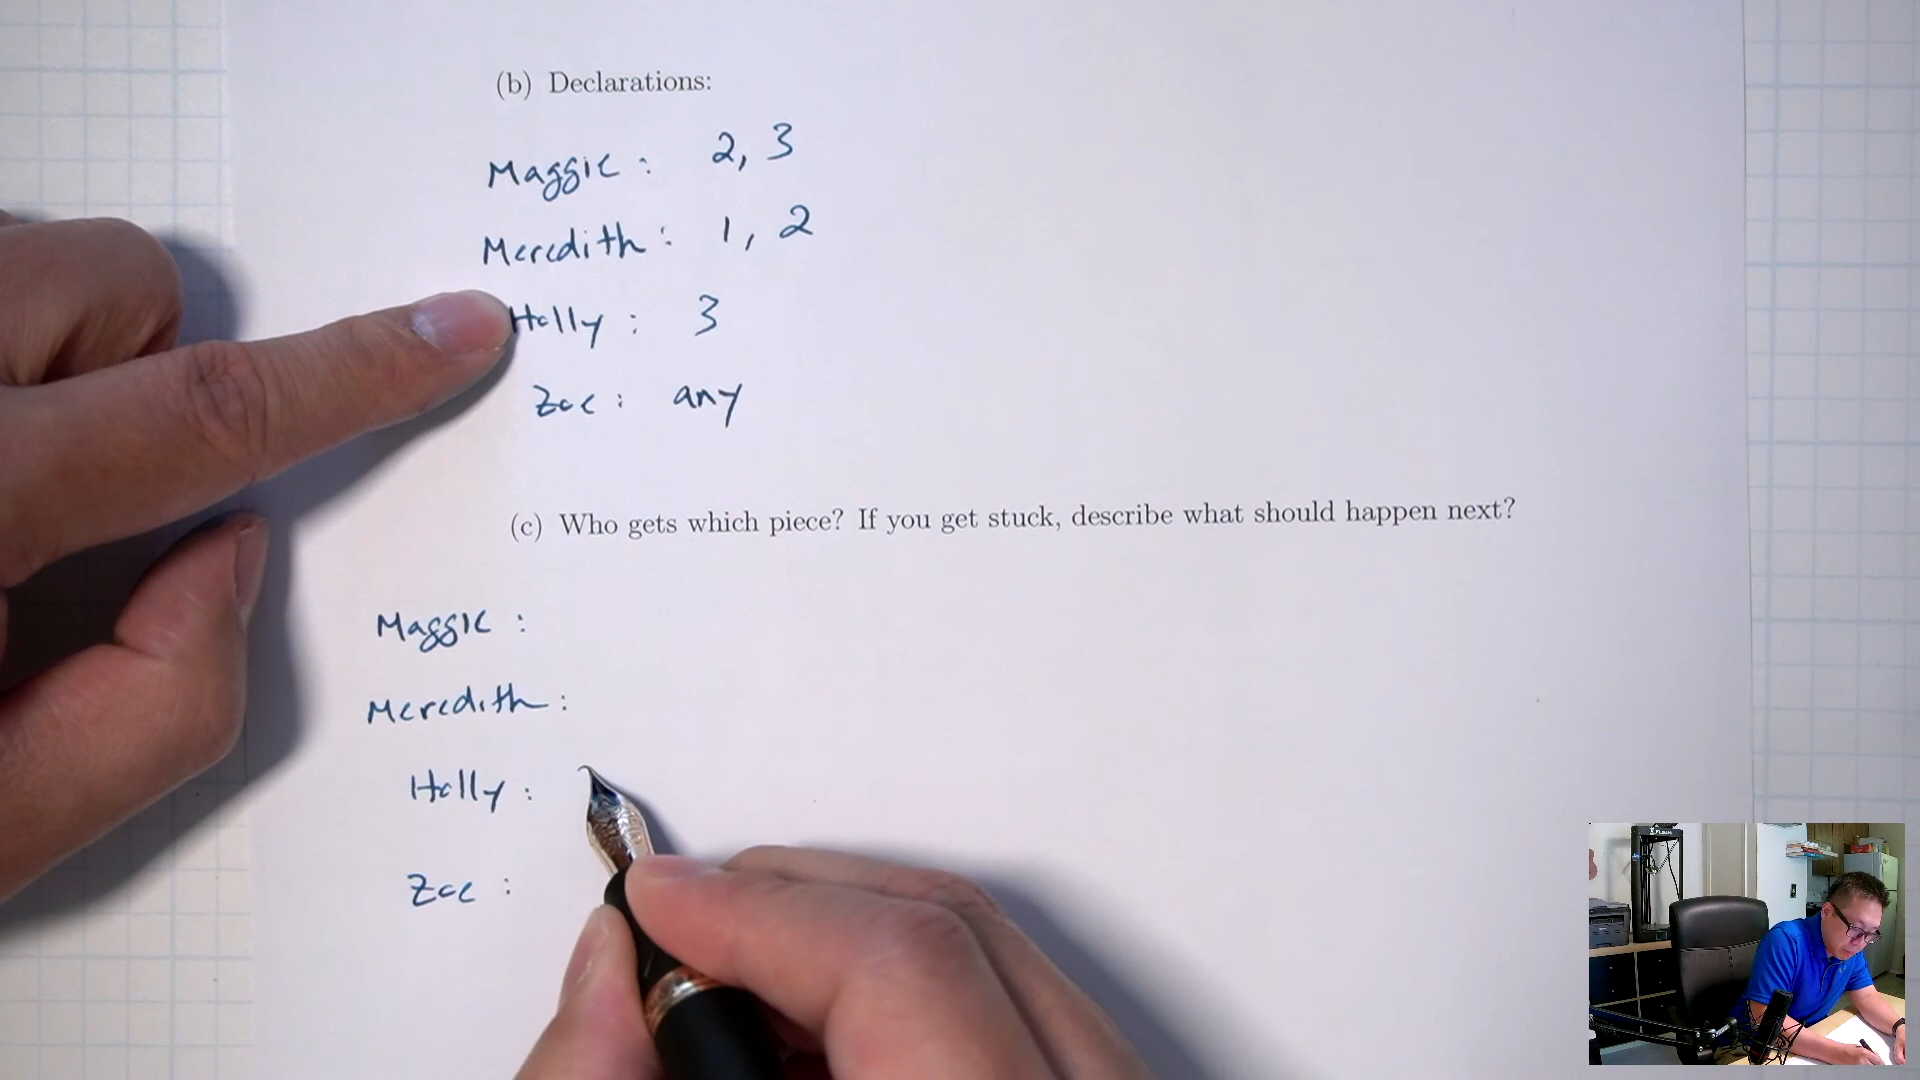 (b) Declarations:
Maggie: 2, 3
Meredith: 1, 2
Holly: 3
Zoe: any
(c) Who gets which piece? If you get stuck, describe what should happen next?
Maggie:
Meredith:
Holly:
Zoe: